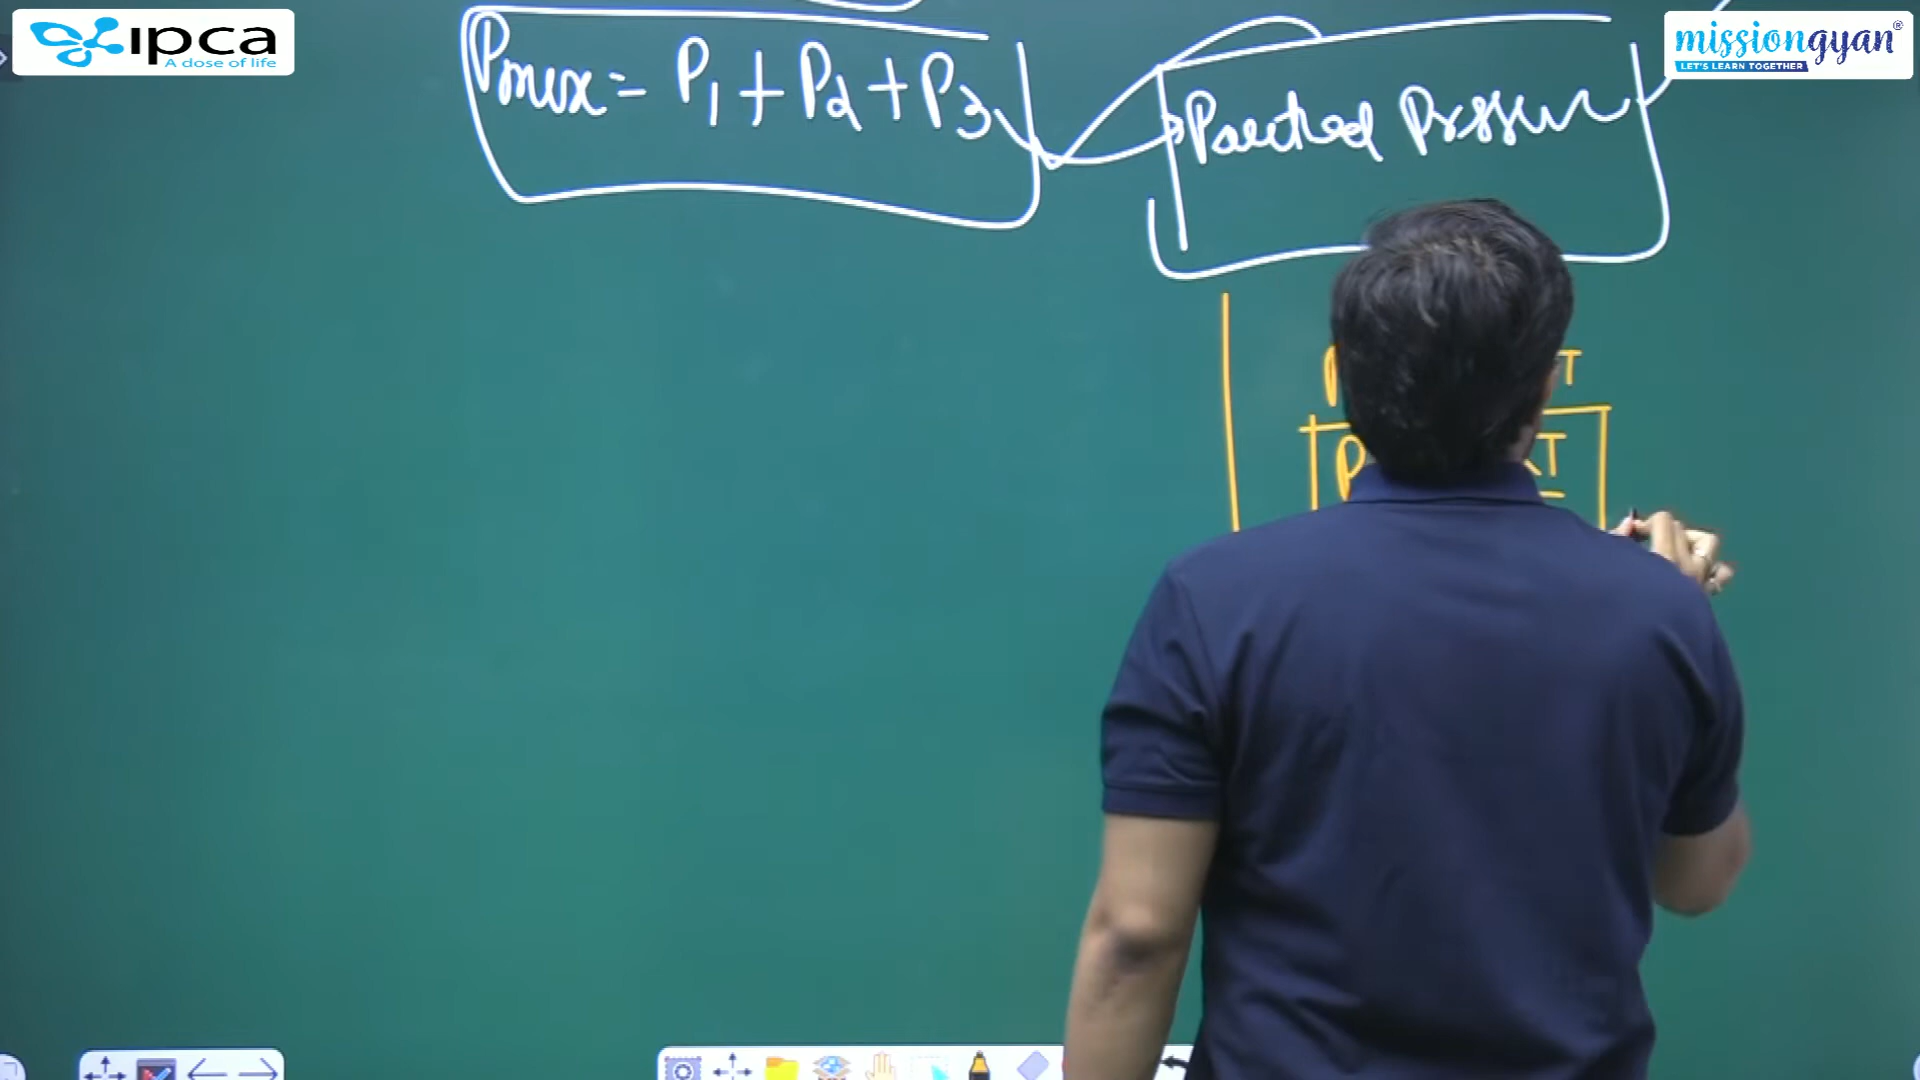 ipca
A dose of life
missiongyan®
LET'S LEARN TOGETHER
Pmix = P1 + P2 + P3
Partial Pressure